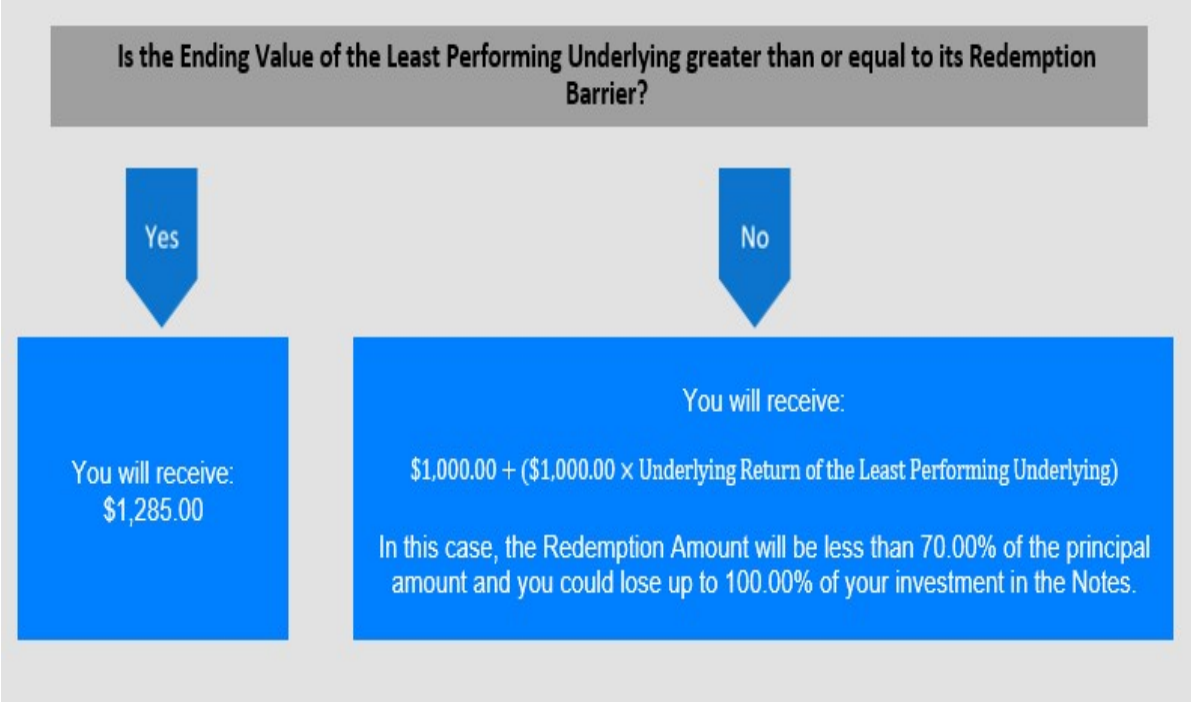 Is the Ending Value of the Least Performing Underlying greater than or equal to its Redemption
Barrier?
Yes
No
You will receive:
$1,285.00
You will receive:
$1,000.00 + ($1,000.00 × Underlying Return of the Least Performing Underlying)
In this case, the Redemption Amount will be less than 70.00% of the principal
amount and you could lose up to 100.00% of your investment in the Notes.